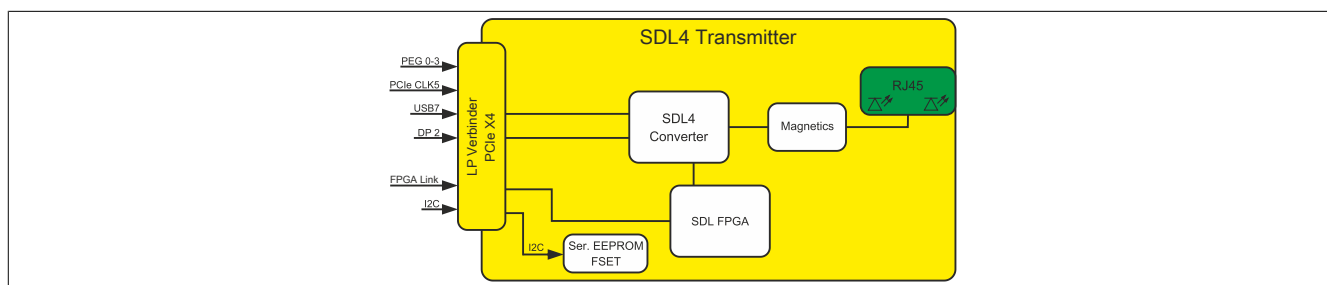 SDL4 Transmitter
PEG 0-3
PCIe CLK5
USB7
DP 2
FPGA Link
I2C
LP Verbinder
PCIe X4
SDL4
Converter
Magnetics
RJ45
SDL FPGA
I2C
Ser. EEPROM
FSET